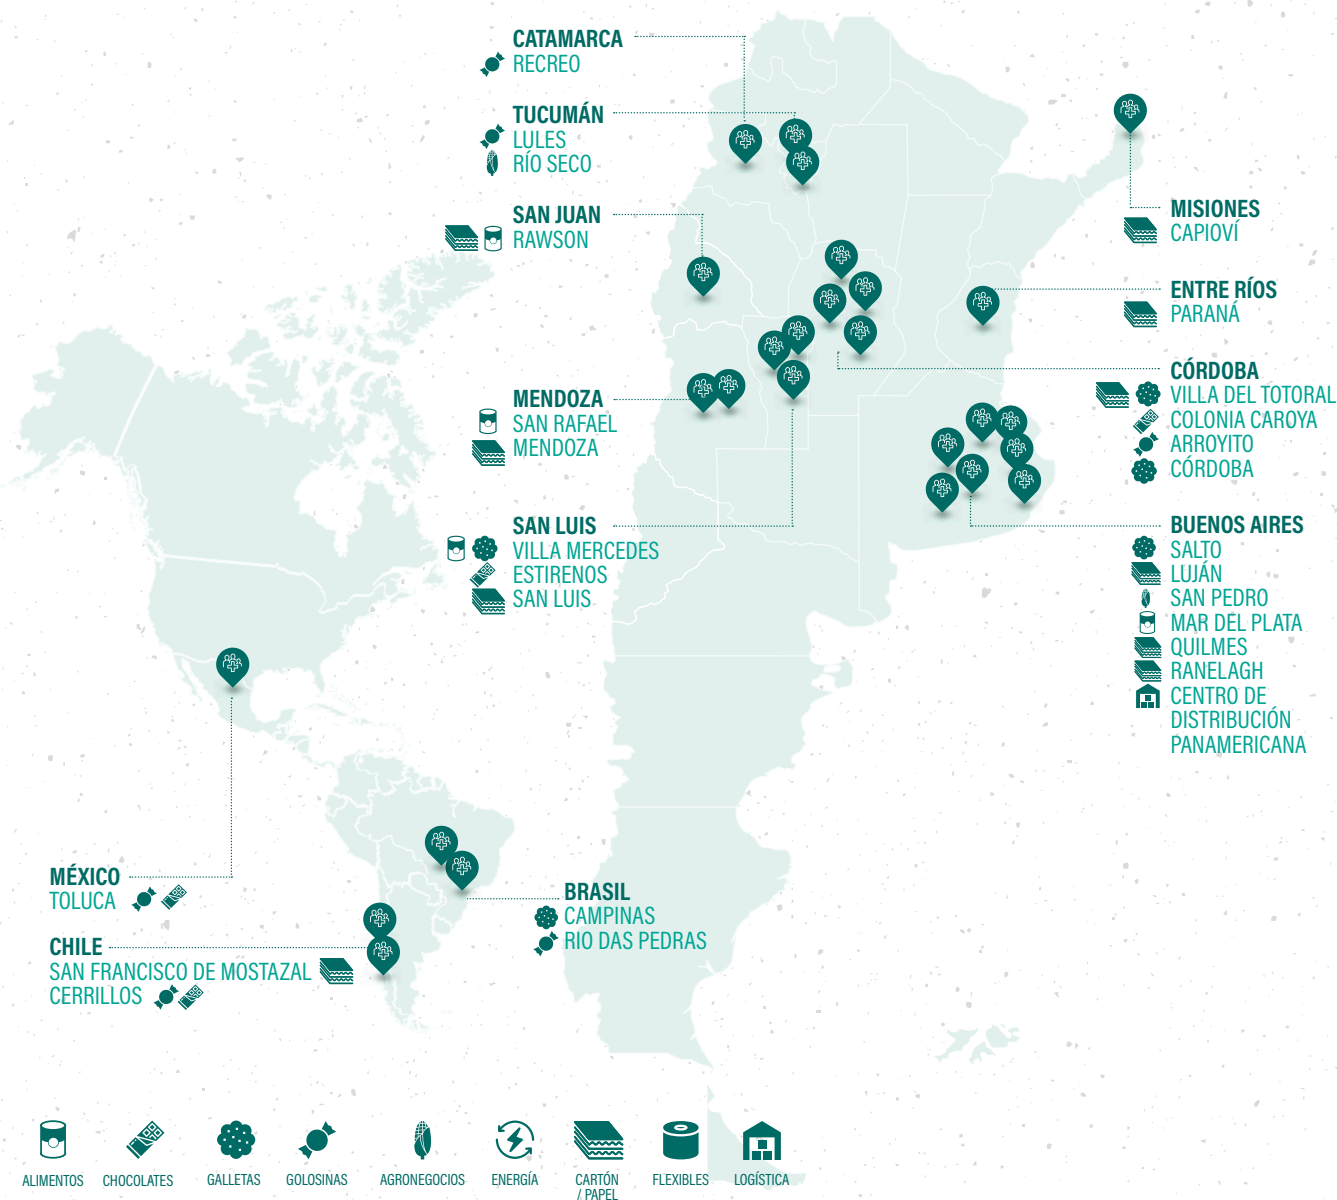 CATAMARCA
RECREO
TUCUMÁN
LULES
RÍO SECO
SAN JUAN
RAWSON
MENDOZA
SAN RAFAEL
MENDOZA
SAN LUIS
VILLA MERCEDES
ESTIRENOS
SAN LUIS
MISIONES
CAPIOVÍ
ENTRE RÍOS
PARANÁ
CÓRDOBA
VILLA DEL TOTORAL
COLONIA CAROYA
ARROYITO
CÓRDOBA
BUENOS AIRES
SALTO
LUJÁN
SAN PEDRO
MAR DEL PLATA
QUILMES
RANELAGH
CENTRO DE
DISTRIBUCIÓN
PANAMERICANA
MÉXICO
TOLUCA
CHILE
SAN FRANCISCO DE MOSTAZAL
CERRILLOS
BRASIL
CAMPINAS
RIO DAS PEDRAS
ALIMENTOS
CHOCOLATES
GALLETAS
GOLOSINAS
AGRONEGOCIOS
ENERGÍA
CARTÓN
/ PAPEL
FLEXIBLES
LOGÍSTICA